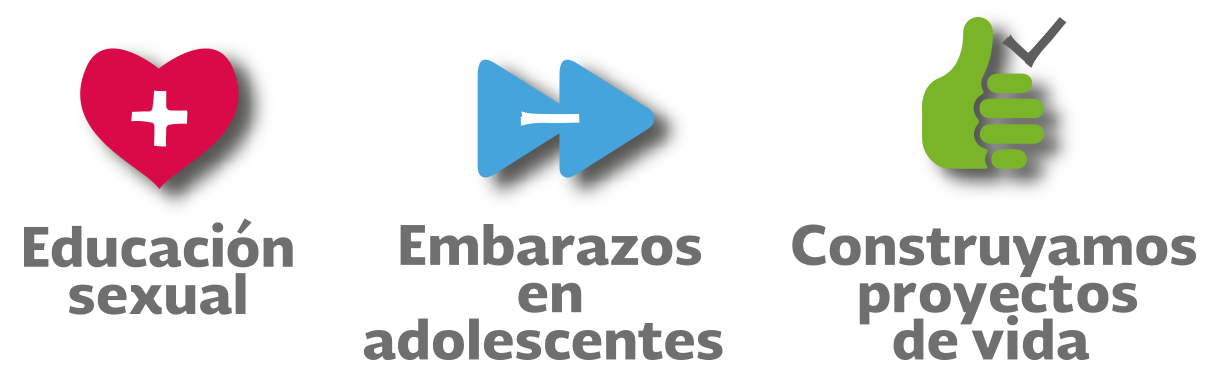 Educación
sexual
Embarazos
en
adolescentes
Construyamos
proyectos
de vida